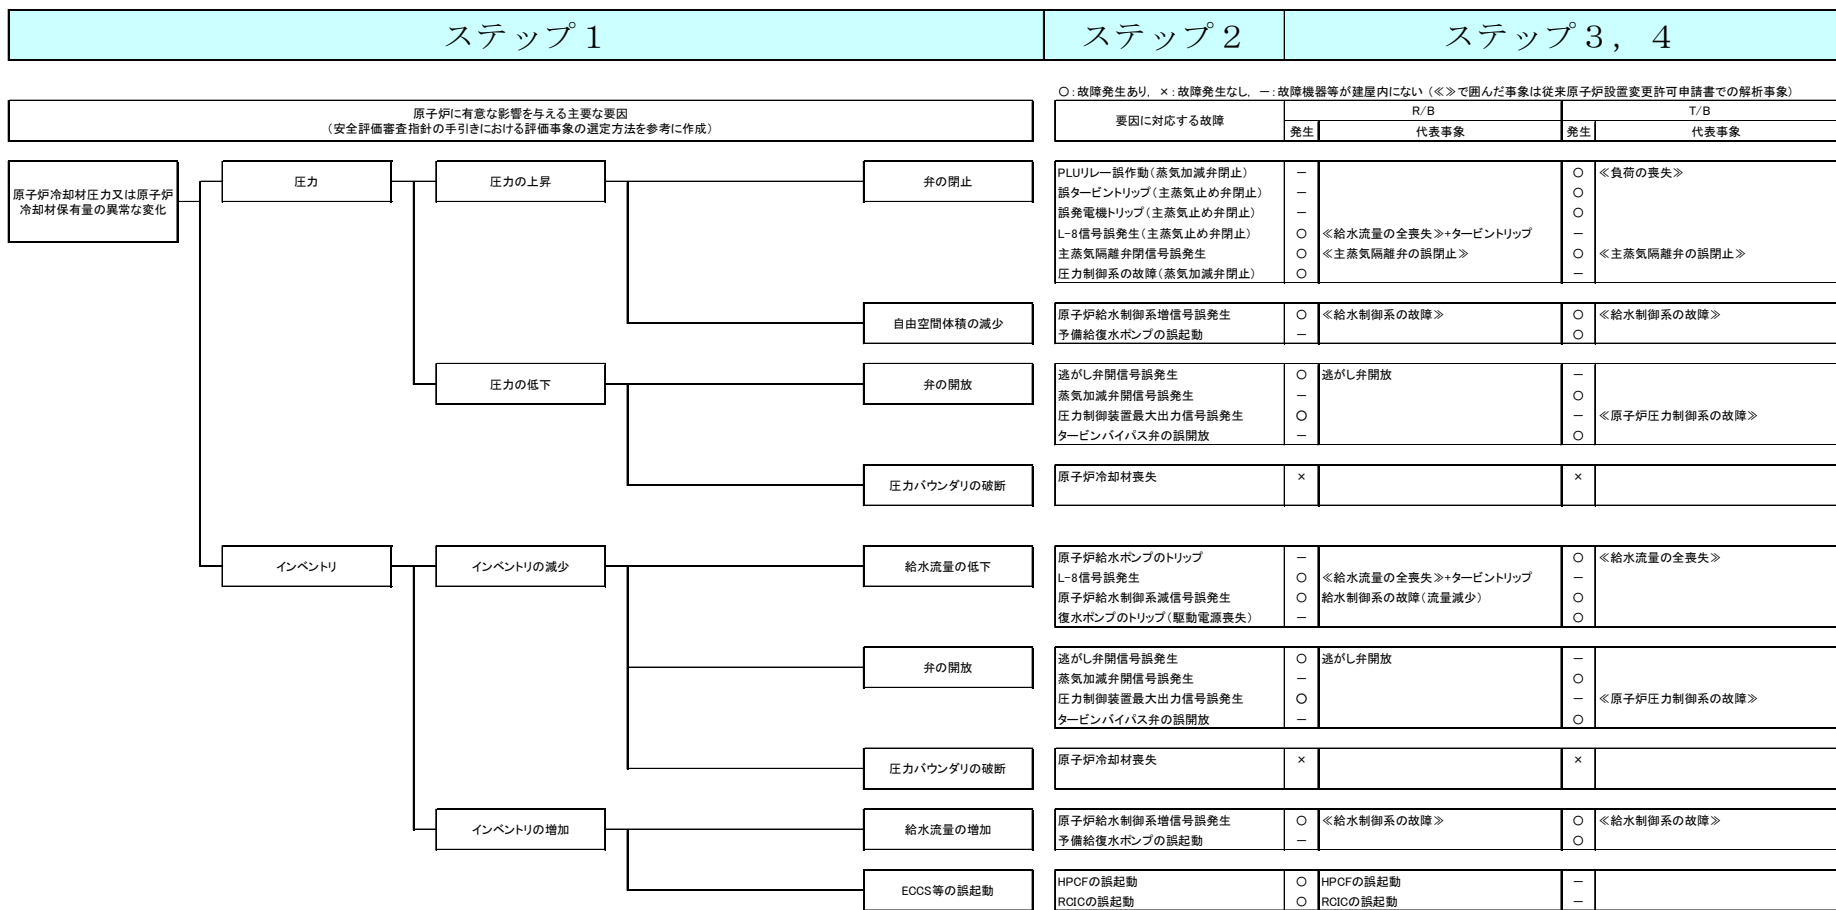 ステップ１
ステップ２
ステップ３，４
○：故障発生あり，×：故障発生なし，－：故障機器等が建屋内にない（≪≫で囲んだ事象は従来原子炉設置変更許可申請書での解析事象）
原子炉に有意な影響を与える主要な要因
（安全評価審査指針の手引きにおける評価事象の選定方法を参考に作成）
要因に対応する故障
R/B
T/B
発生 代表事象 発生 代表事象
原子炉冷却材圧力又は原子炉
冷却材保有量の異常な変化
圧力
圧力の上昇
弁の閉止
PLUリレー誤作動（蒸気加減弁閉止） － ○ ≪負荷の喪失≫
誤タービントリップ（主蒸気止め弁閉止） － ○
誤発電機トリップ（主蒸気止め弁閉止） － ○
L-8信号誤発生（主蒸気止め弁閉止） ○ ≪給水流量の全喪失≫+タービントリップ －
主蒸気隔離弁閉信号誤発生 ○ ≪主蒸気隔離弁の誤閉止≫ ○ ≪主蒸気隔離弁の誤閉止≫
圧力制御系の故障（蒸気加減弁閉止） ○ －
自由空間体積の減少
原子炉給水制御系増信号誤発生 ○ ≪給水制御系の故障≫ ○ ≪給水制御系の故障≫
予備給復水ポンプの誤起動 － ○
圧力の低下
弁の開放
逃がし弁開信号誤発生 ○ 逃がし弁開放 －
蒸気加減弁開信号誤発生 － ○
圧力制御装置最大出力信号誤発生 ○ － ≪原子炉圧力制御系の故障≫
タービンバイパス弁の誤開放 － ○
圧力バウンダリの破断
原子炉冷却材喪失 × ×
インベントリ
インベントリの減少
給水流量の低下
原子炉給水ポンプのトリップ － ○ ≪給水流量の全喪失≫
L-8信号誤発生 ○ ≪給水流量の全喪失≫+タービントリップ －
原子炉給水制御系減信号誤発生 ○ 給水制御系の故障（流量減少） ○
復水ポンプのトリップ（駆動電源喪失） － ○
弁の開放
逃がし弁開信号誤発生 ○ 逃がし弁開放 －
蒸気加減弁開信号誤発生 － ○
圧力制御装置最大出力信号誤発生 ○ － ≪原子炉圧力制御系の故障≫
タービンバイパス弁の誤開放 － ○
圧力バウンダリの破断
原子炉冷却材喪失 × ×
インベントリの増加
給水流量の増加
原子炉給水制御系増信号誤発生 ○ ≪給水制御系の故障≫ ○ ≪給水制御系の故障≫
予備給復水ポンプの誤起動 － ○
ECCS等の誤起動
HPCFの誤起動 ○ HPCFの誤起動 －
RCICの誤起動 ○ RCICの誤起動 －